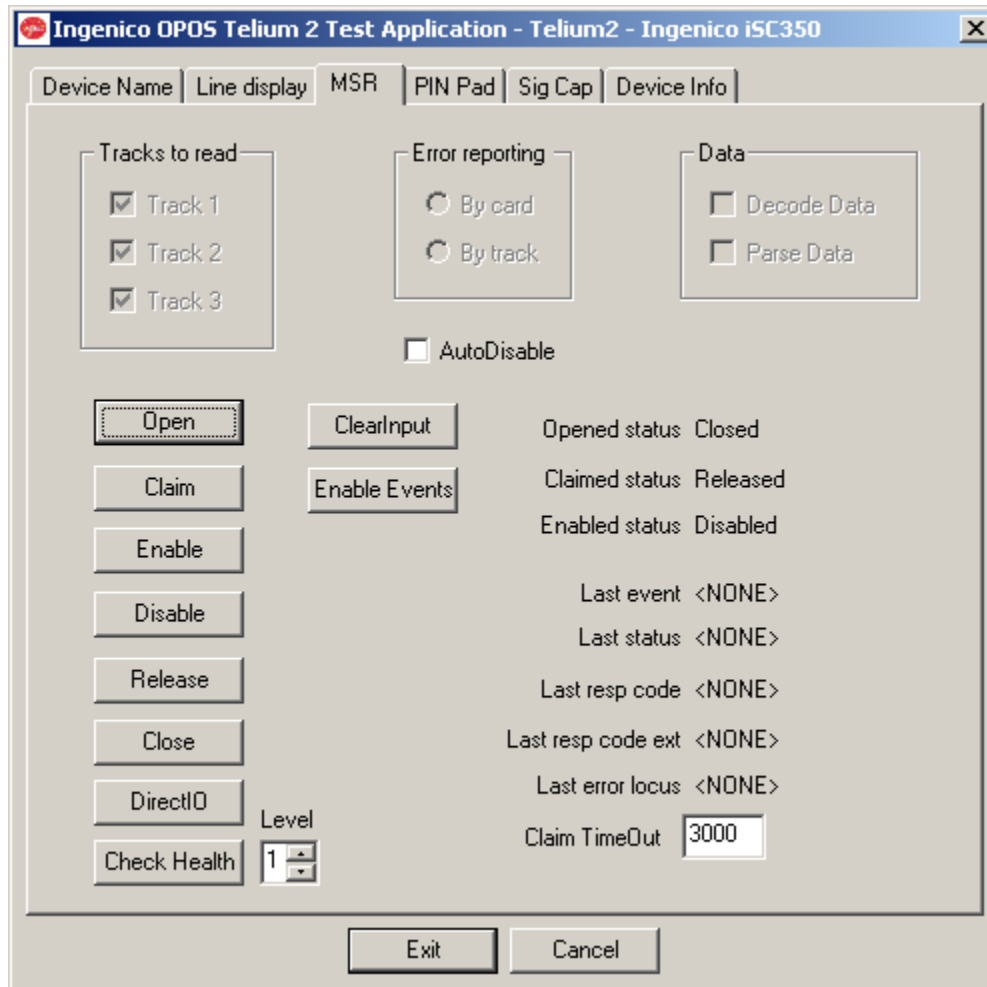 Ingenico OPOS Telium 2 Test Application - Telium2 - Ingenico iSC350
Device Name Line display MSR PIN Pad Sig Cap Device Info
Tracks to read
Track 1
Track 2
Track 3
Error reporting
By card
By track
Data
Decode Data
Parse Data
AutoDisable
Open
Claim
Enable
Disable
Release
Close
DirectIO
Check Health
Level
1
ClearInput
Enable Events
Opened status Closed
Claimed status Released
Enabled status Disabled
Last event <NONE>
Last status <NONE>
Last resp code <NONE>
Last resp code ext <NONE>
Last error locus <NONE>
Claim TimeOut 3000
Exit
Cancel